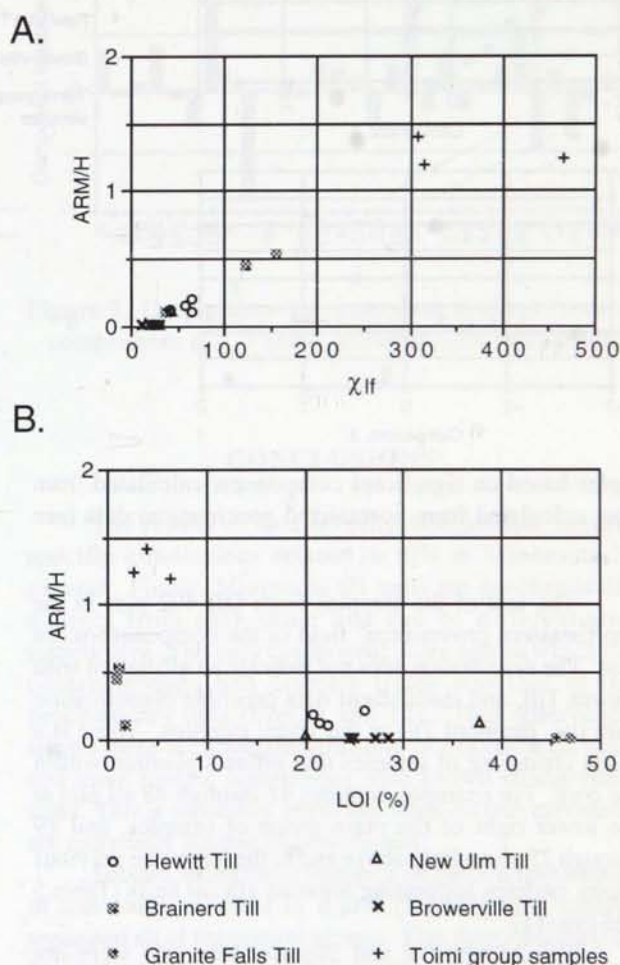 A.
2
1
0
ARM/H
0 100 200 300 400 500
χlf
B.
2
1
0
ARM/H
0 10 20 30 40 50
LOI (%)
Hewitt Till
New Ulm Till
Brainerd Till
Browerville Till
Granite Falls Till
Toimi group samples